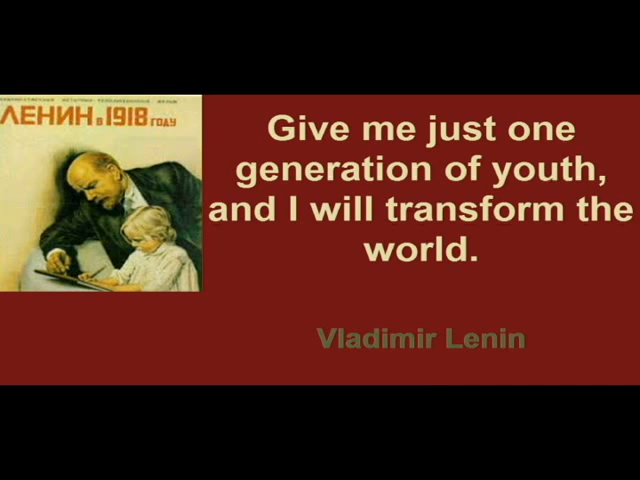 ЛЕНИН в 1918 году
Give me just one
generation of youth,
and I will transform the
world.
Vladimir Lenin